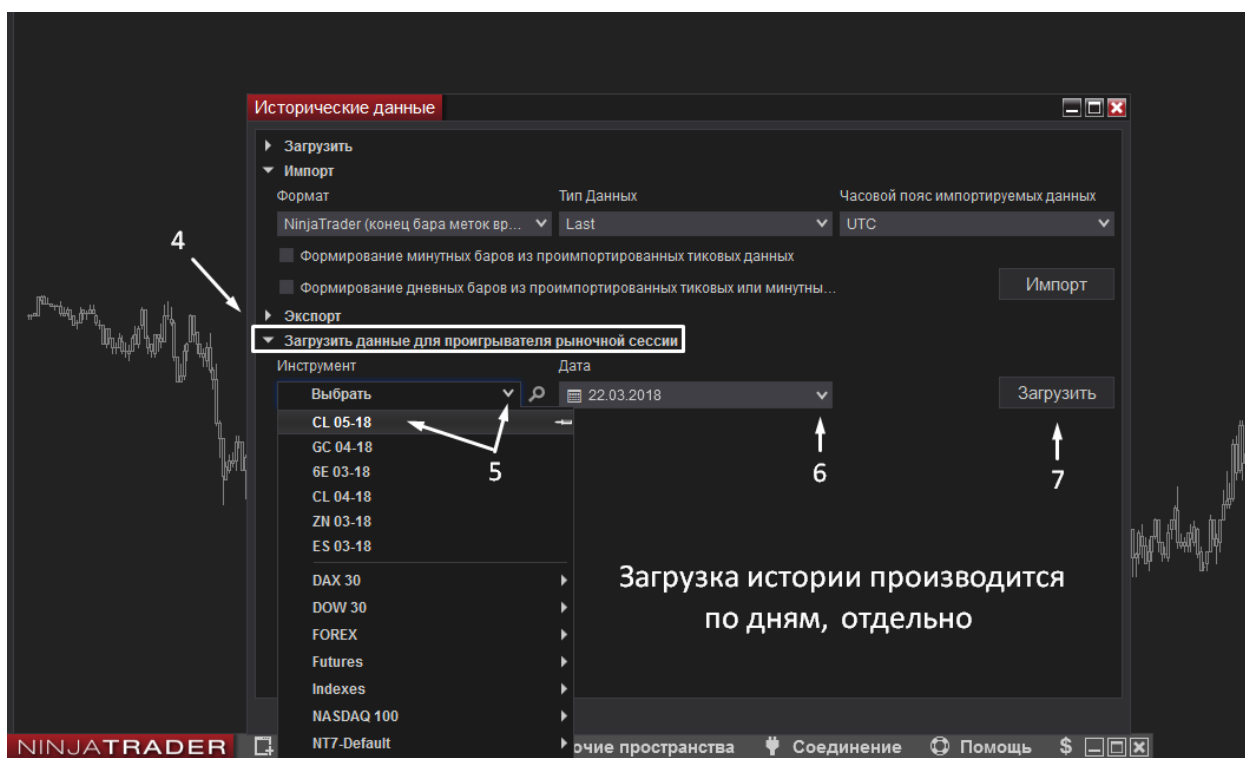 Исторические данные
Загрузить
Импорт
Формат Тип Данных Часовой пояс импортируемых данных
NinjaTrader (конец бара меток вр... Last UTC
4
Формирование минутных баров из проимпортированных тиковых данных
Формирование дневных баров из проимпортированных тиковых или минутны...
Импорт
Экспорт
Загрузить данные для проигрывателя рыночной сессии
Инструмент Дата
Выбрать 22.03.2018 Загрузить
CL 05-18
GC 04-18
6E 03-18
5 6 7
CL 04-18
ZN 03-18
ES 03-18
DAX 30
DOW 30
FOREX
Futures
Indexes
NASDAQ 100
NT7-Default
Загрузка истории производится
по дням, отдельно
NINJATRADER очие пространства Соединение Помощь $